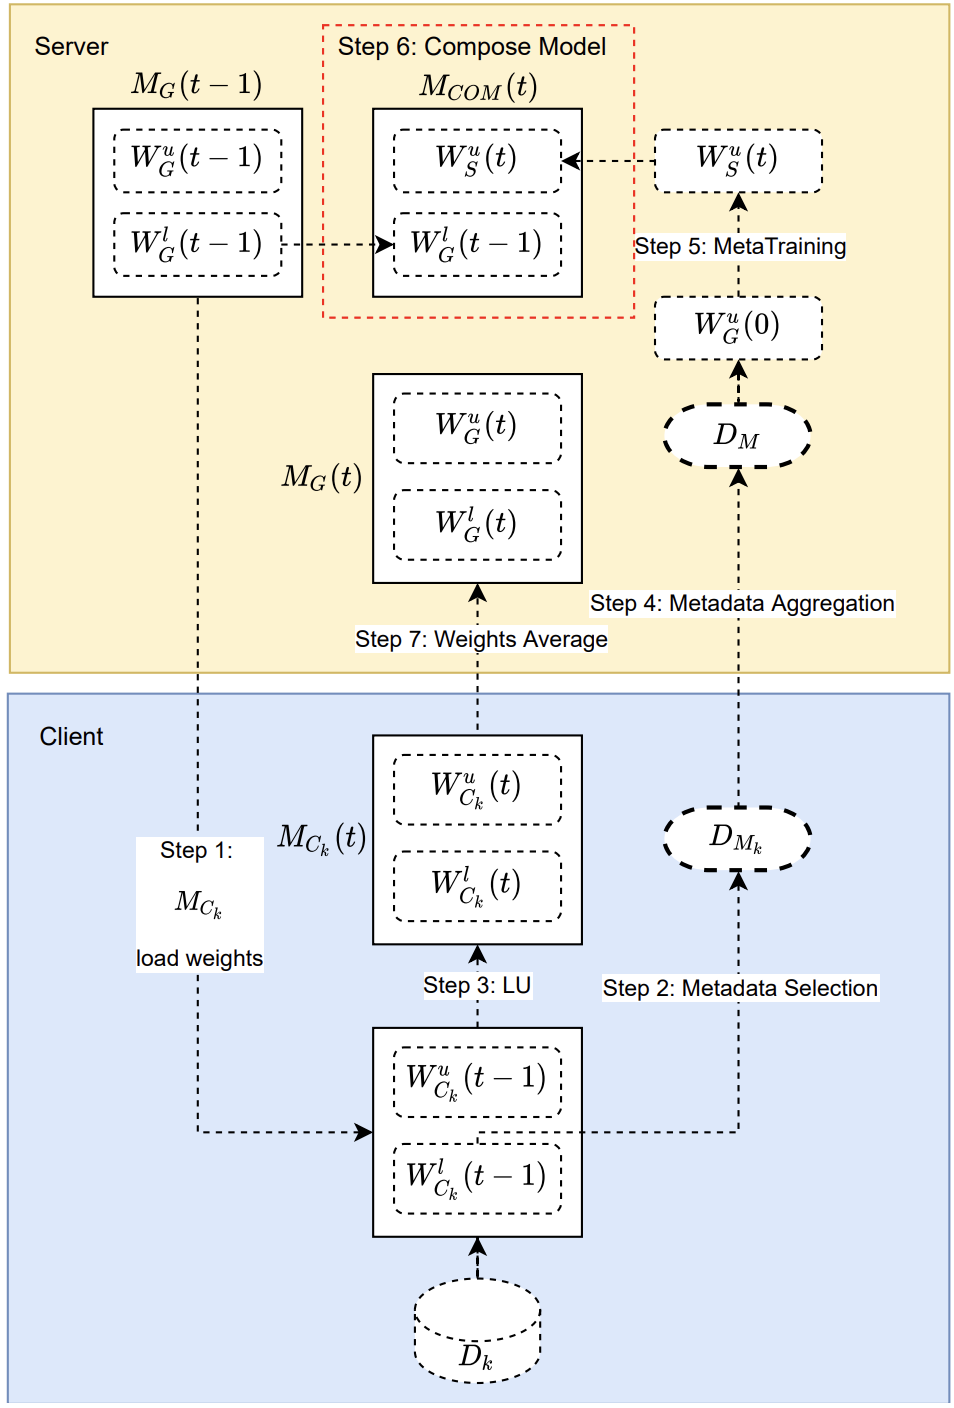 Server
Step 6: Compose Model
M_G(t − 1)
M_{COM}(t)
W_G^u(t − 1)
W_S^u(t)
W_S^u(t)
W_G^l(t − 1)
W_G^l(t − 1)
Step 5: MetaTraining
W_G^u(0)
W_G^u(t)
D_M
M_G(t)
W_G^l(t)
Step 4: Metadata Aggregation
Step 7: Weights Average
Client
W_{C_k}^u(t)
M_{C_k}(t)
D_{M_k}
W_{C_k}^l(t)
Step 1:
M_{C_k}
load weights
Step 3: LU
Step 2: Metadata Selection
W_{C_k}^u(t − 1)
W_{C_k}^l(t − 1)
D_k